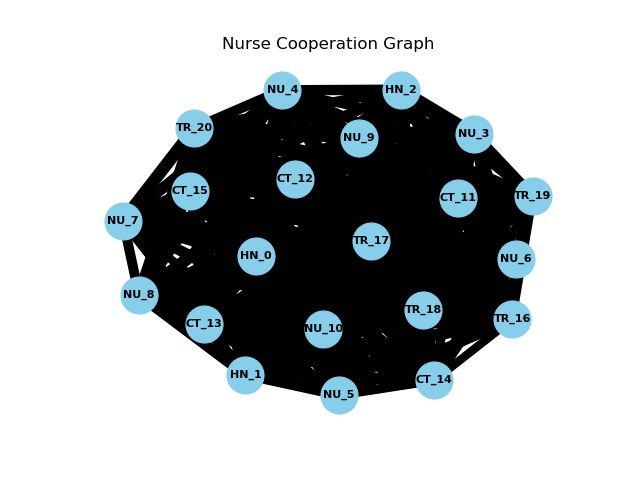 Nurse Cooperation Graph
NU_4
HN_2
TR_20
NU_9
NU_3
CT_12
CT_15
CT_11
TR_19
NU_7
TR_17
HN_0
NU_6
NU_8
TR_18
TR_16
CT_13
NU_10
HN_1
CT_14
NU_5